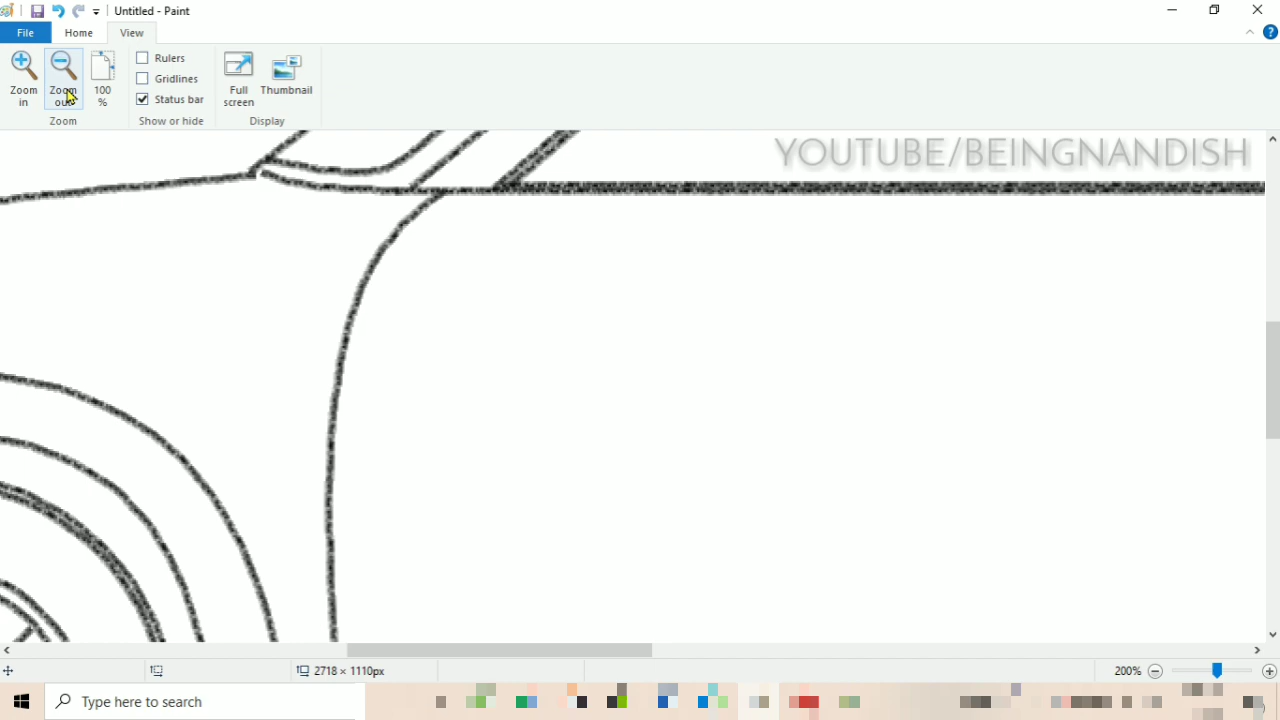 Untitled - Paint
File
Home
View
Zoom in
Zoom out
100 %
Rulers
Gridlines
Status bar
Full screen
Thumbnail
Zoom
Show or hide
Display
YOUTUBE/BEINGNANDISH
2718 × 1110px
200%
Type here to search